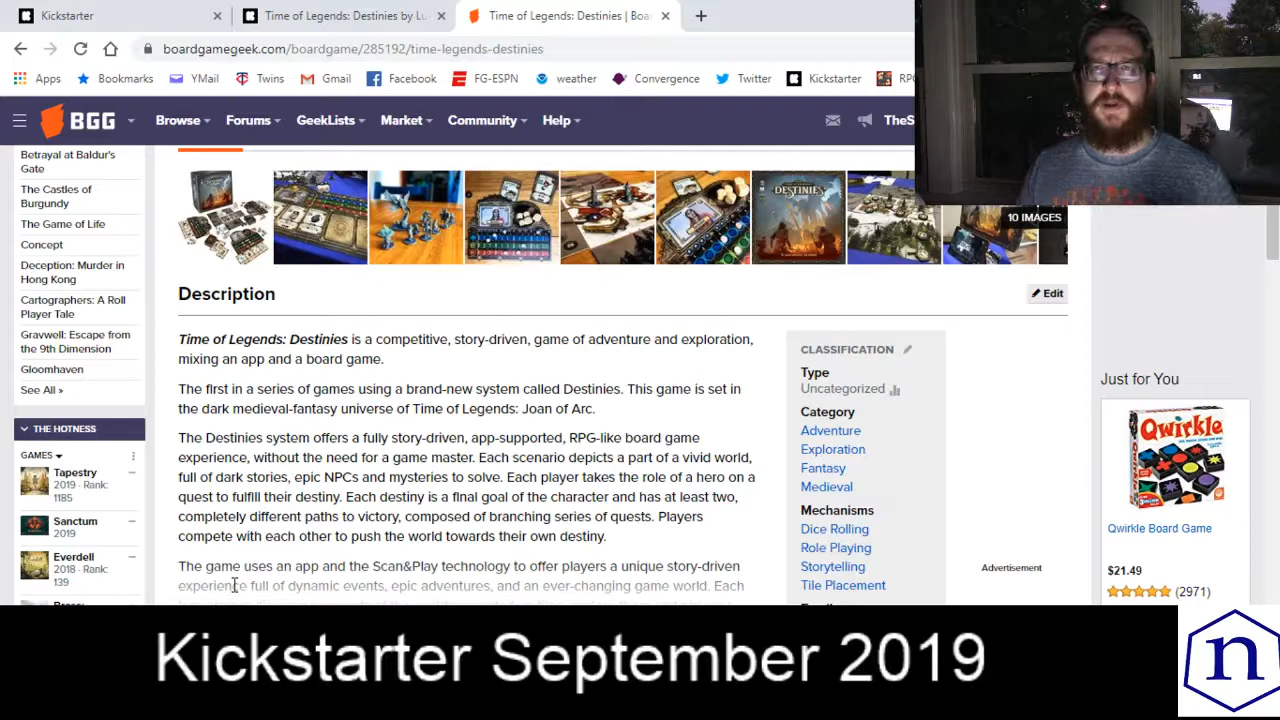 Kickstarter
Time of Legends: Destinies by Lu
Time of Legends: Destinies | Boa
boardgamegeek.com/boardgame/285192/time-legends-destinies
Apps Bookmarks YMail Twins Gmail Facebook FG-ESPN weather Convergence Twitter Kickstarter RPG
BGG Browse Forums GeekLists Market Community Help TheS
Betrayal at Baldur's
Gate
The Castles of
Burgundy
The Game of Life
Concept
Deception: Murder in
Hong Kong
Cartographers: A Roll
Player Tale
Gravwell: Escape from
the 9th Dimension
Gloomhaven
See All »
THE HOTNESS
GAMES
Tapestry
2019 - Rank:
1185
Sanctum
2019
Everdell
2018 - Rank:
139
DESTINIES
10 IMAGES
Description
Edit
Time of Legends: Destinies is a competitive, story-driven, game of adventure and exploration,
mixing an app and a board game.
The first in a series of games using a brand-new system called Destinies. This game is set in
the dark medieval-fantasy universe of Time of Legends: Joan of Arc.
The Destinies system offers a fully story-driven, app-supported, RPG-like board game
experience, without the need for a game master. Each scenario depicts a part of a vivid world,
full of dark stories, epic NPCs and mysteries to solve. Each player takes the role of a hero on a
quest to fulfill their destiny. Each destiny is a final goal of the character and has at least two,
completely different paths to victory, composed of branching series of quests. Players
compete with each other to push the world towards their own destiny.
The game uses an app and the Scan&Play technology to offer players a unique story-driven
experience full of dynamic events, epic adventures, and an ever-changing game world. Each
CLASSIFICATION
Type
Uncategorized
Category
Adventure
Exploration
Fantasy
Medieval
Mechanisms
Dice Rolling
Role Playing
Storytelling
Tile Placement
Advertisement
Just for You
Qwirkle
Qwirkle Board Game
$21.49
(2971)
Kickstarter September 2019
n